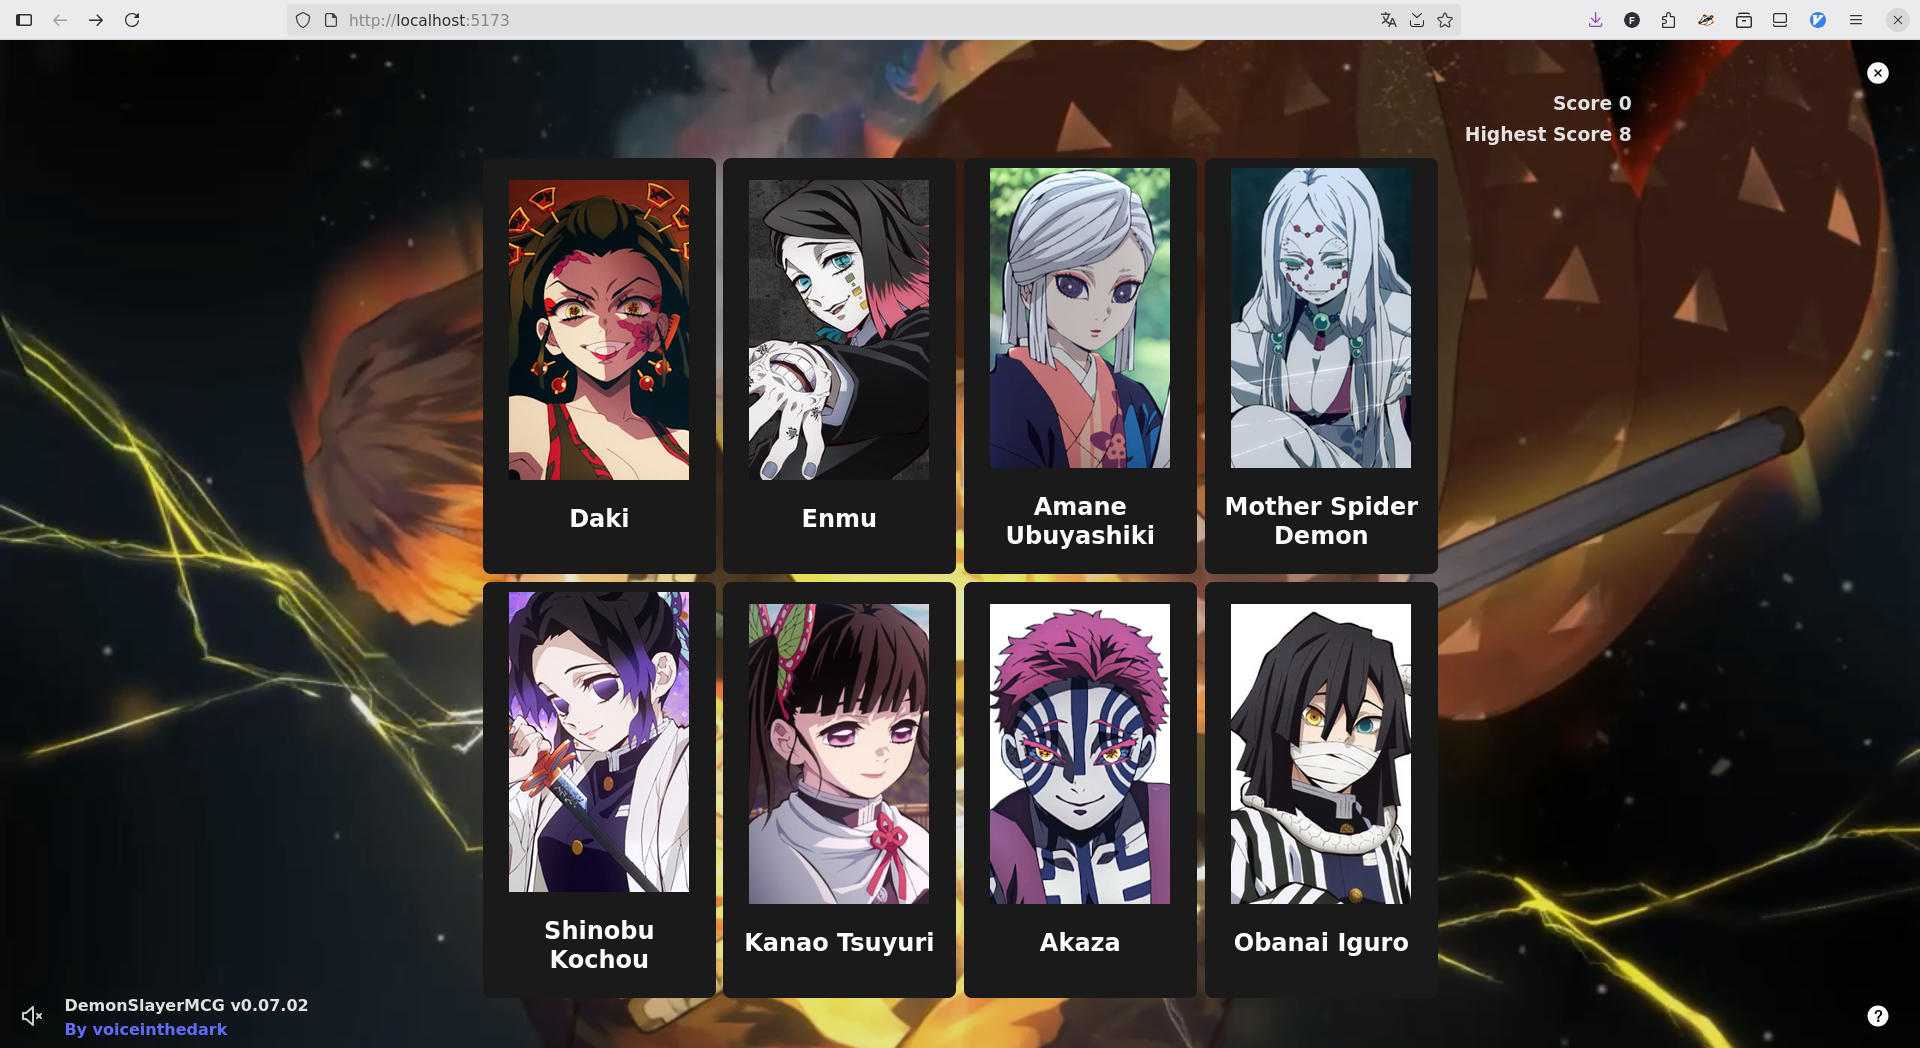 http://localhost:5173
Score 0
Highest Score 8
Daki
Enmu
Amane
Ubuyashiki
Mother Spider
Demon
Shinobu
Kochou
Kanao Tsuyuri
Akaza
Obanai Iguro
DemonSlayerMCG v0.07.02
By voiceinthedark